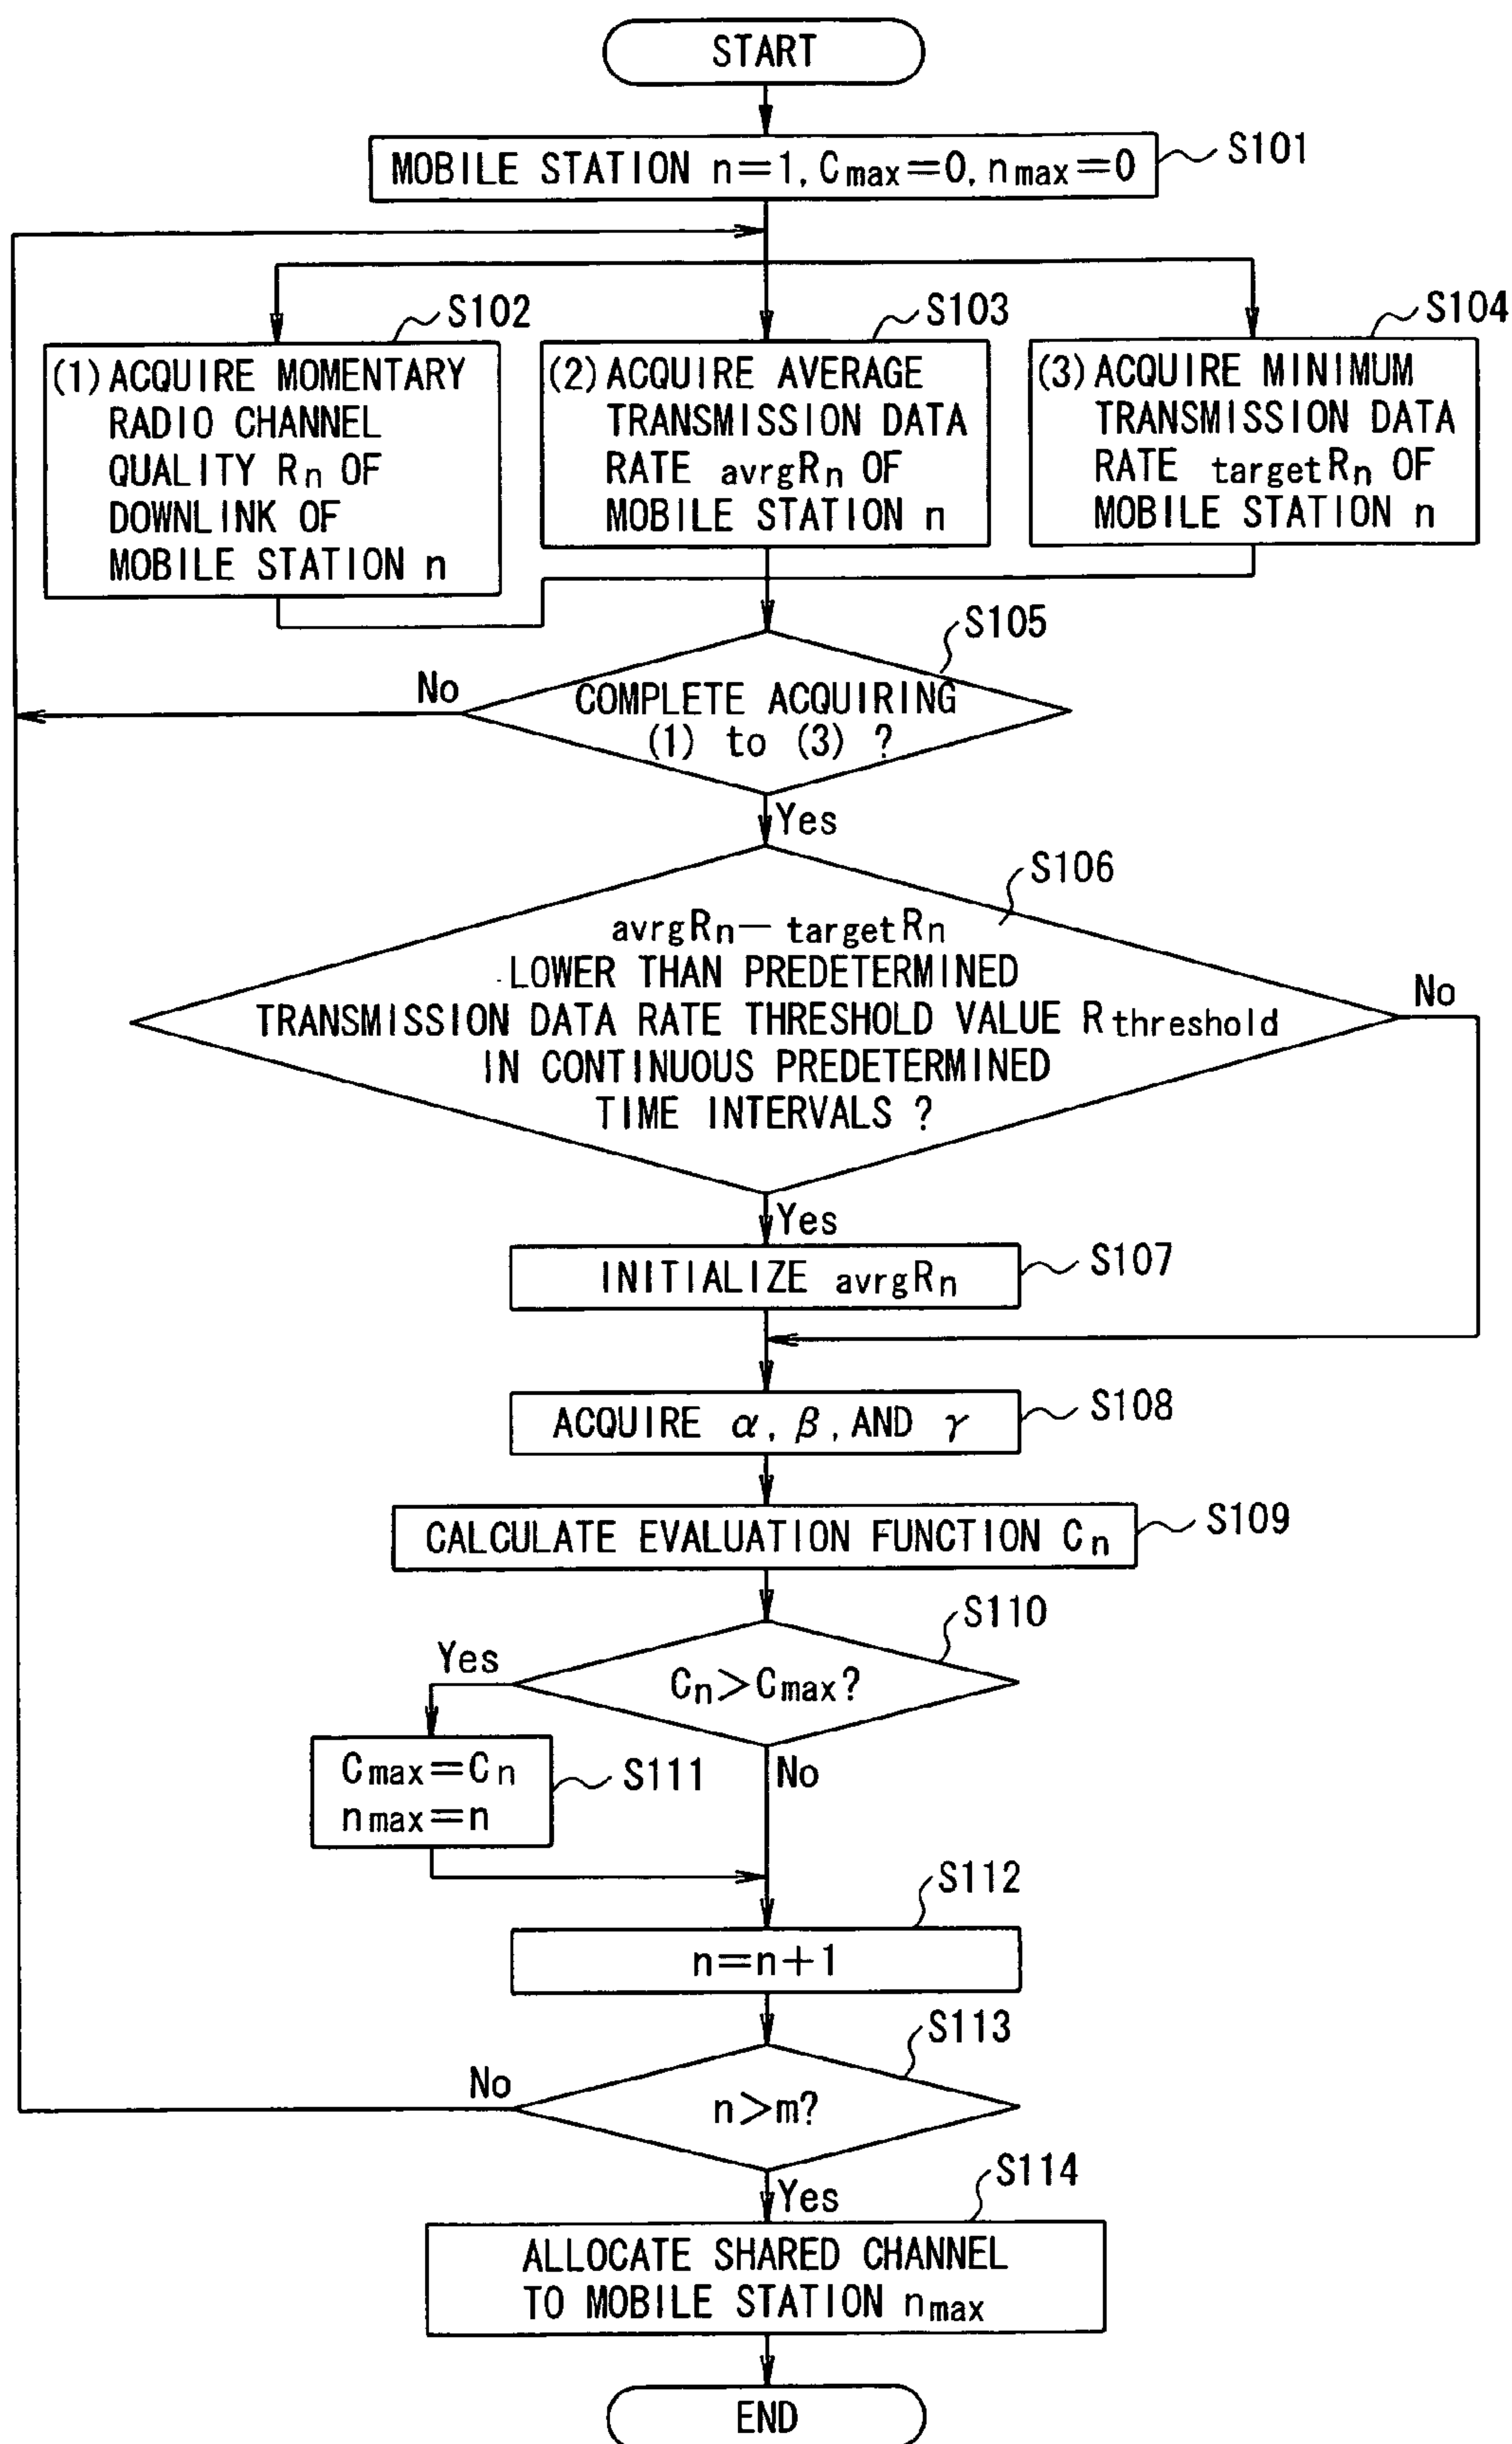 START
MOBILE STATION n=1, Cmax=0, nmax=0
S101
S102
(1) ACQUIRE MOMENTARY
RADIO CHANNEL
QUALITY Rn OF
DOWNLINK OF
MOBILE STATION n
S103
(2) ACQUIRE AVERAGE
TRANSMISSION DATA
RATE avrgRn OF
MOBILE STATION n
S104
(3) ACQUIRE MINIMUM
TRANSMISSION DATA
RATE targetRn OF
MOBILE STATION n
S105
No
COMPLETE ACQUIRING
(1) to (3) ?
Yes
S106
avrgRn— targetRn
LOWER THAN PREDETERMINED
TRANSMISSION DATA RATE THRESHOLD VALUE Rthreshold
IN CONTINUOUS PREDETERMINED
TIME INTERVALS ?
No
Yes
INITIALIZE avrgRn
S107
ACQUIRE α, β, AND γ
S108
CALCULATE EVALUATION FUNCTION Cn
S109
S110
Yes
Cn>Cmax?
No
Cmax=Cn
nmax=n
S111
S112
n=n+1
S113
No
n>m?
Yes
S114
ALLOCATE SHARED CHANNEL
TO MOBILE STATION nmax
END